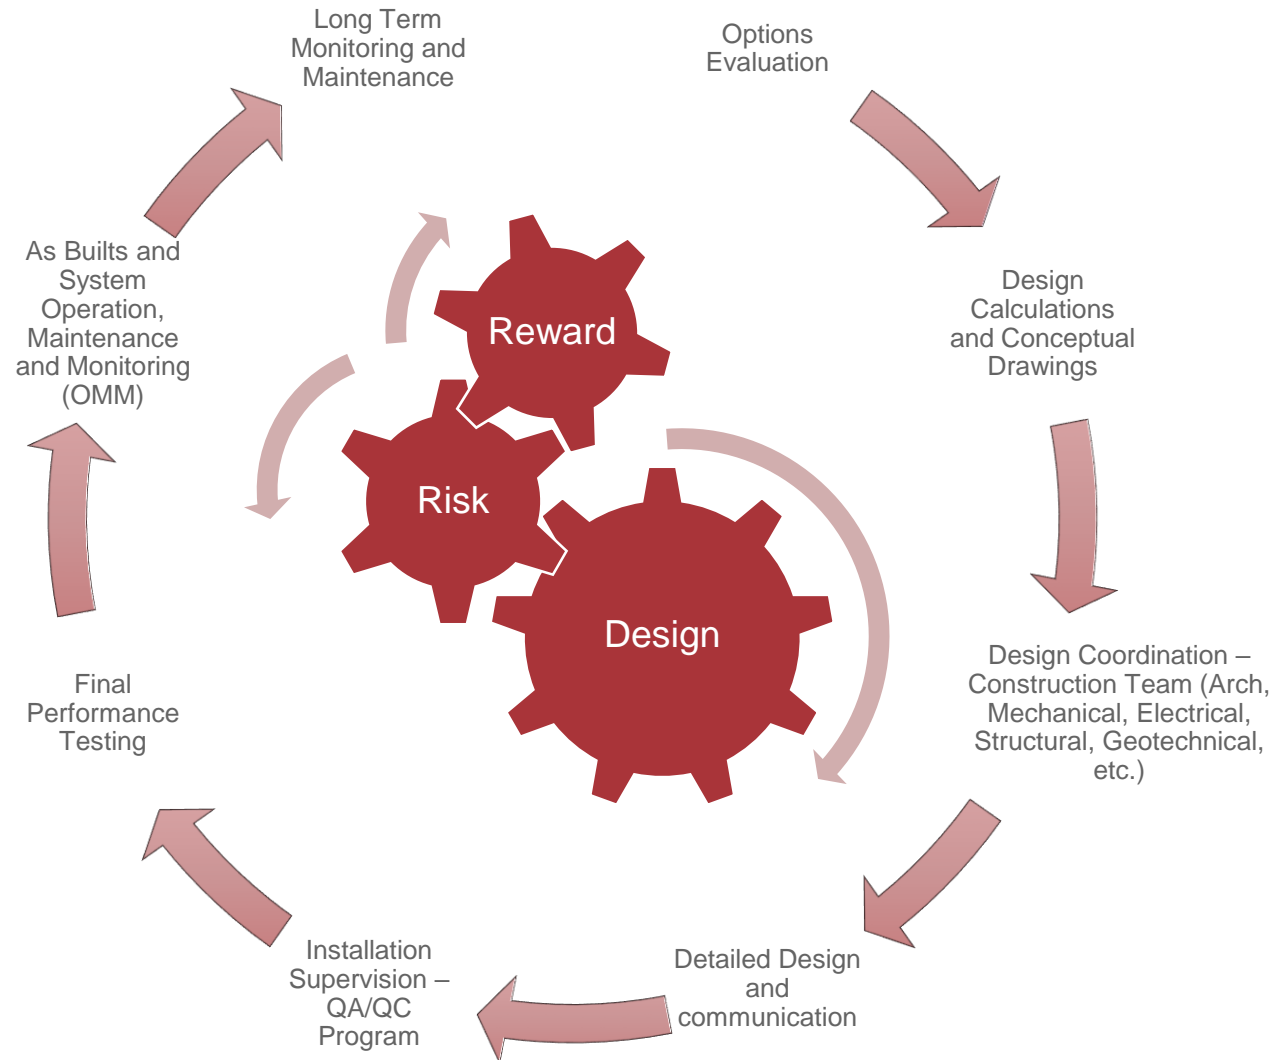 Options
Evaluation
Design
Calculations
and Conceptual
Drawings
Design Coordination –
Construction Team (Arch,
Mechanical, Electrical,
Structural, Geotechnical,
etc.)
Detailed Design
and
communication
Installation
Supervision –
QA/QC
Program
Final
Performance
Testing
As Builts and
System
Operation,
Maintenance
and Monitoring
(OMM)
Long Term
Monitoring and
Maintenance
Reward
Risk
Design